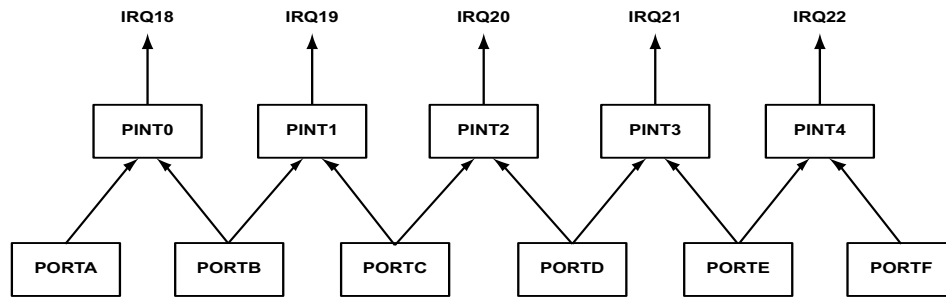 IRQ18 IRQ19 IRQ20 IRQ21 IRQ22
PINT0 PINT1 PINT2 PINT3 PINT4
PORTA PORTB PORTC PORTD PORTE PORTF